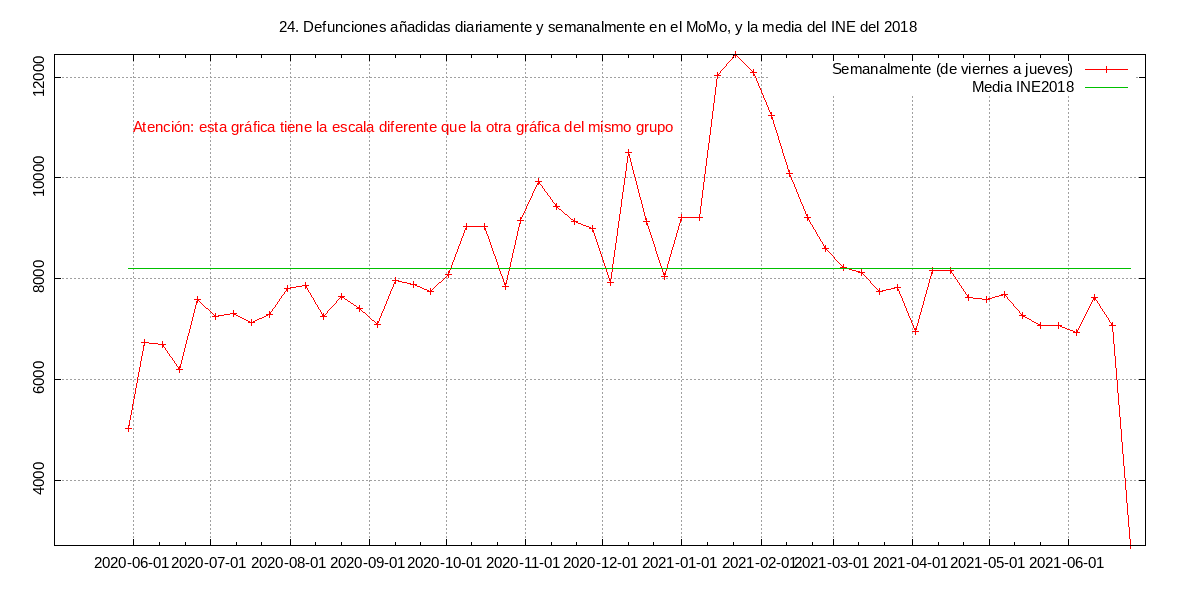 24. Defunciones añadidas diariamente y semanalmente en el MoMo, y la media del INE del 2018
Semanalmente (de viernes a jueves)
Media INE2018
Atención: esta gráfica tiene la escala diferente que la otra gráfica del mismo grupo
12000
10000
8000
6000
4000
2020-06-01 2020-07-01 2020-08-01 2020-09-01 2020-10-01 2020-11-01 2020-12-01 2021-01-01 2021-02-01 2021-03-01 2021-04-01 2021-05-01 2021-06-01